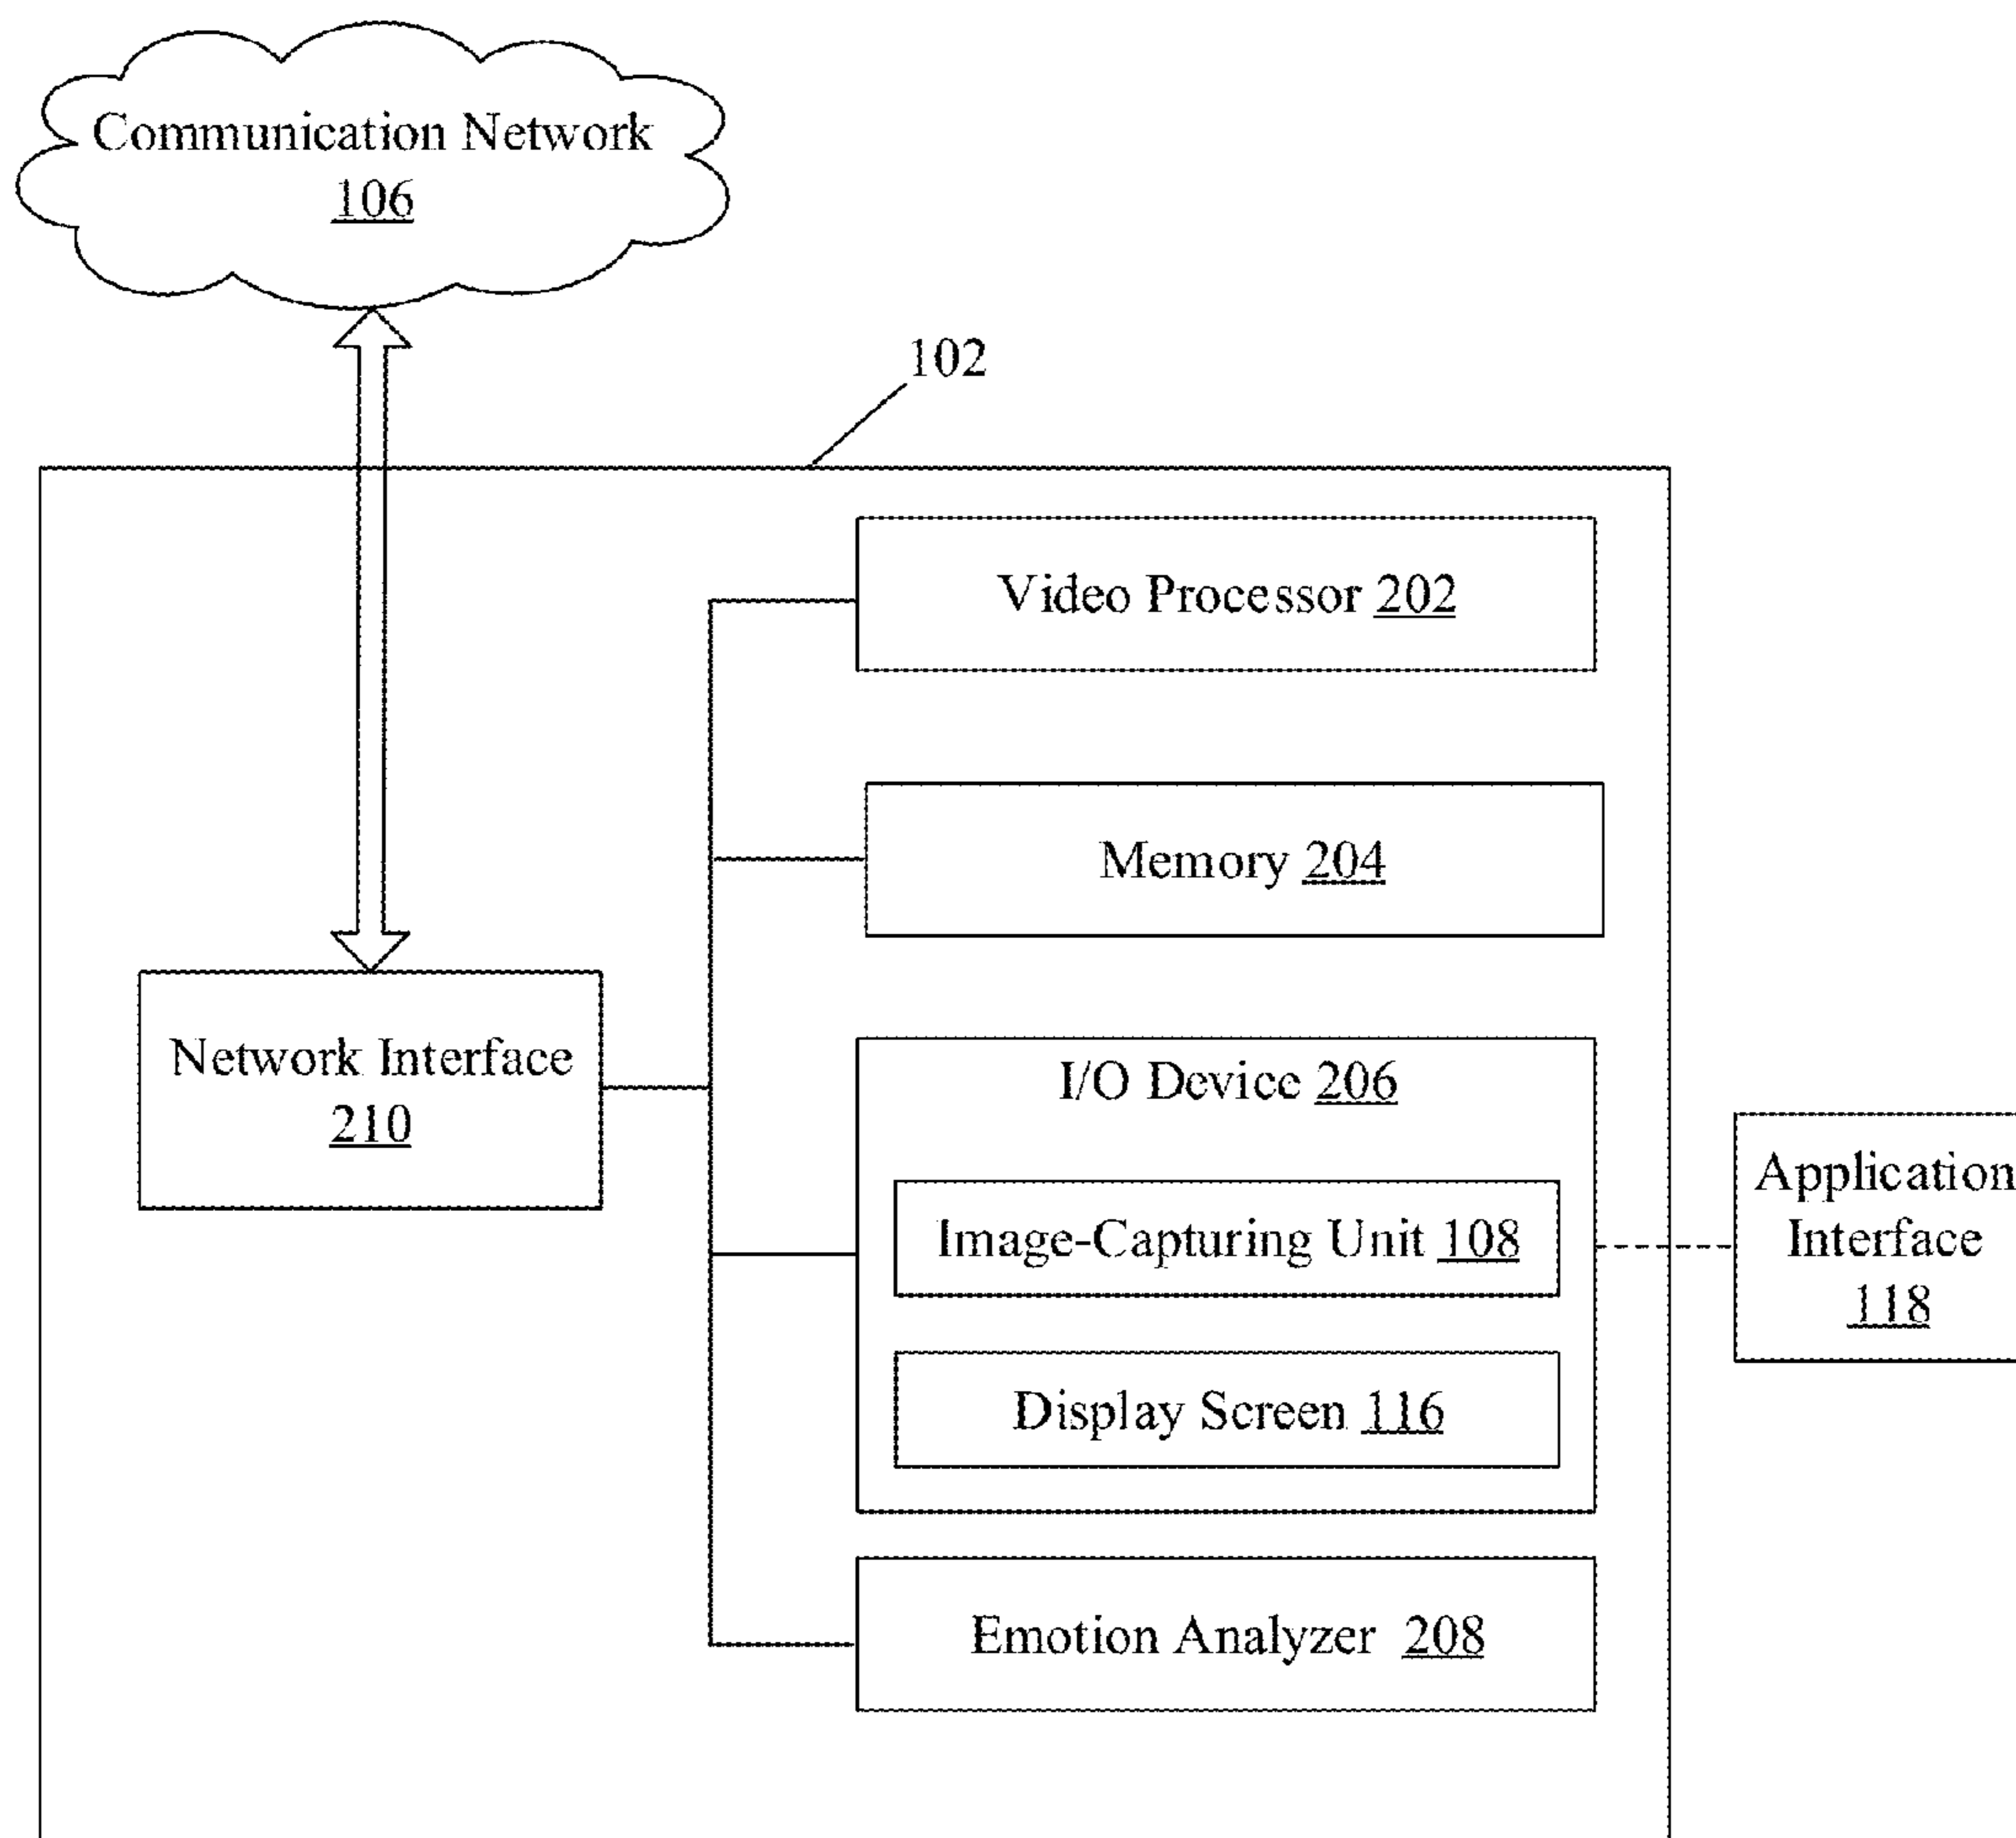 Communication Network
106
102
Video Processor 202
Memory 204
Network Interface
210
I/O Device 206
Image-Capturing Unit 108
Display Screen 116
Application
Interface
118
Emotion Analyzer 208